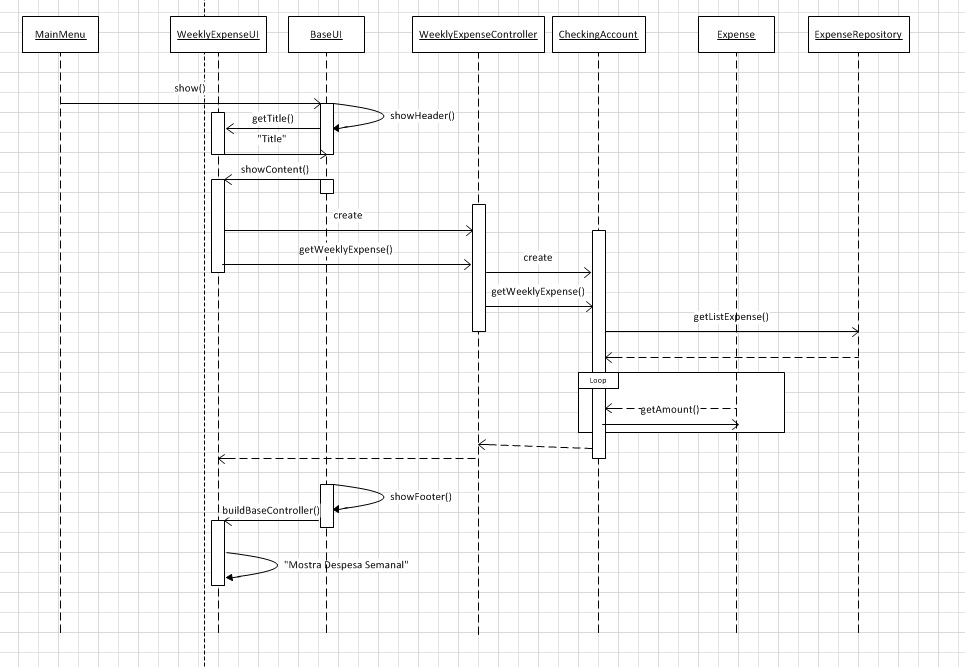 MainMenu
WeeklyExpenseUI
BaseUI
WeeklyExpenseController
CheckingAccount
Expense
ExpenseRepository
show()
getTitle()
showHeader()
"Title"
showContent()
create
getWeeklyExpense()
create
getWeeklyExpense()
getListExpense()
Loop
getAmount()
showFooter()
buildBaseController()
"Mostra Despesa Semanal"